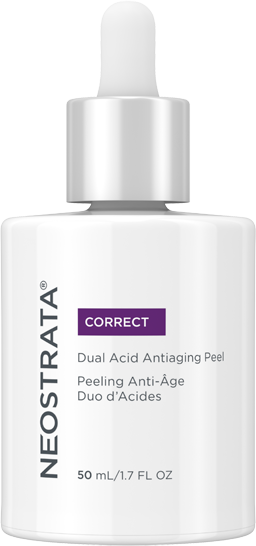 NEOSTRATA®
CORRECT
Dual Acid Antiaging Peel
Peeling Anti-Âge
Duo d'Acides
50 mL/1.7 FL OZ